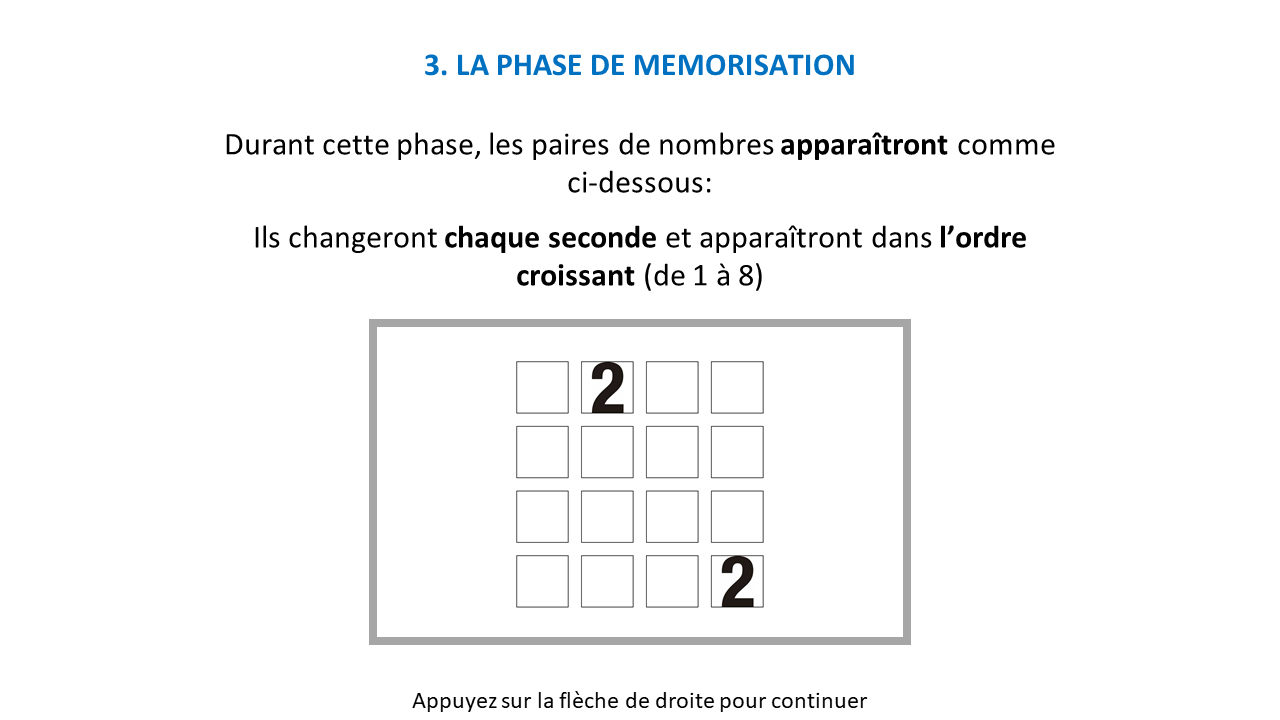 3. LA PHASE DE MEMORISATION
Durant cette phase, les paires de nombres apparaîtront comme
ci-dessous:
Ils changeront chaque seconde et apparaîtront dans l’ordre
croissant (de 1 à 8)
2
2
Appuyez sur la flèche de droite pour continuer